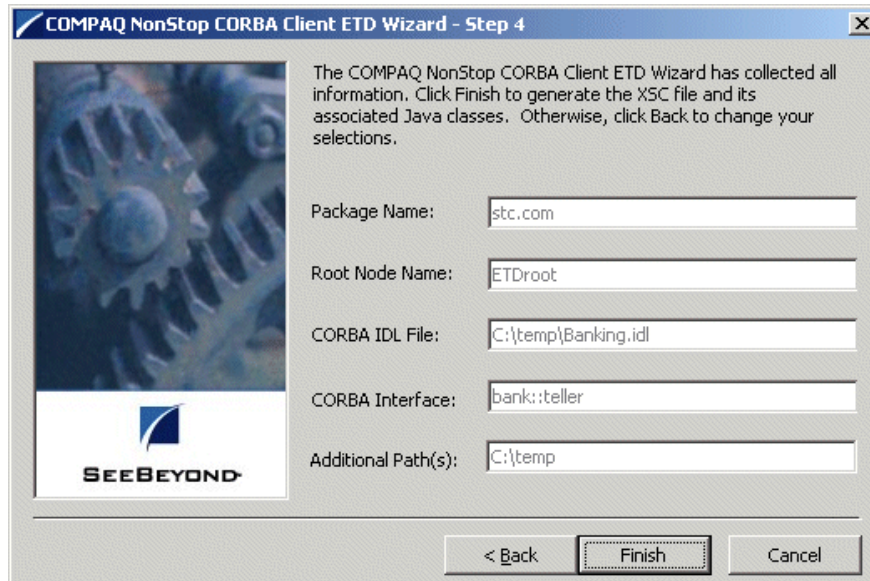 COMPAQ NonStop CORBA Client ETD Wizard - Step 4
The COMPAQ NonStop CORBA Client ETD Wizard has collected all
information. Click Finish to generate the XSC file and its
associated Java classes.  Otherwise, click Back to change your
selections.
Package Name: stc.com
Root Node Name: ETDroot
CORBA IDL File: C:\temp\Banking.idl
CORBA Interface: bank::teller
Additional Path(s): C:\temp
SEEBEYOND
< Back Finish Cancel